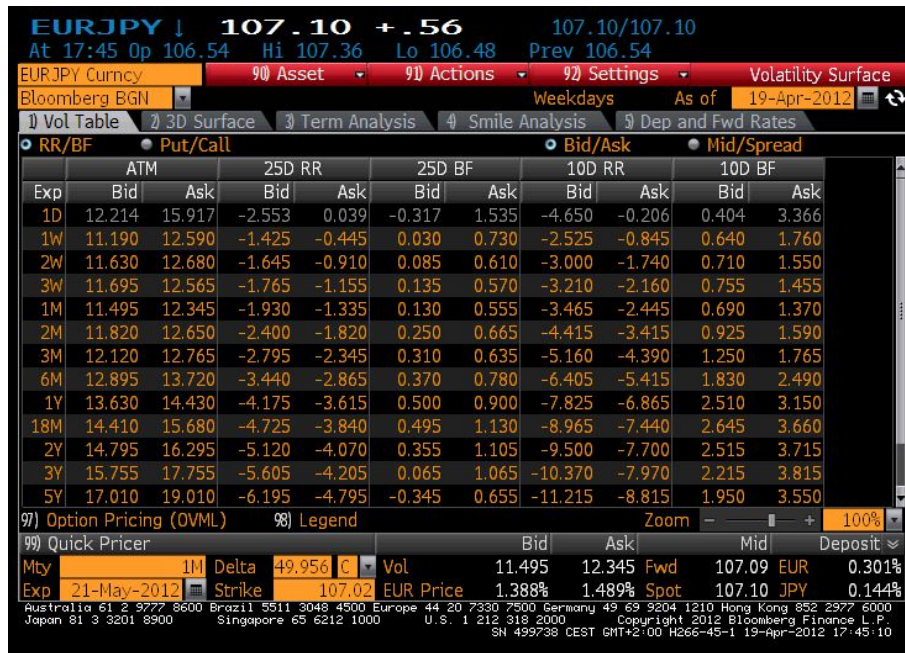 EURJPY ↓ 107.10 +.56 107.10/107.10
At 17:45 Op 106.54 Hi 107.36 Lo 106.48 Prev 106.54
EURJPY Curncy 90) Asset 91) Actions 92) Settings Volatility Surface
Bloomberg BGN Weekdays As of 19-Apr-2012
1) Vol Table 2) 3D Surface 3) Term Analysis 4) Smile Analysis 5) Dep and Fwd Rates
RR/BF Put/Call Bid/Ask Mid/Spread
ATM 25D RR 25D BF 10D RR 10D BF
Exp Bid Ask Bid Ask Bid Ask Bid Ask Bid Ask
1D 12.214 15.917 -2.553 0.039 -0.317 1.535 -4.650 -0.206 0.404 3.366
1W 11.190 12.590 -1.425 -0.445 0.030 0.730 -2.525 -0.845 0.640 1.760
2W 11.630 12.680 -1.645 -0.910 0.085 0.610 -3.000 -1.740 0.710 1.550
3W 11.695 12.565 -1.765 -1.155 0.135 0.570 -3.210 -2.160 0.755 1.455
1M 11.495 12.345 -1.930 -1.335 0.130 0.555 -3.465 -2.445 0.690 1.370
2M 11.820 12.650 -2.400 -1.820 0.250 0.665 -4.415 -3.415 0.925 1.590
3M 12.120 12.765 -2.795 -2.345 0.310 0.635 -5.160 -4.390 1.250 1.765
6M 12.895 13.720 -3.440 -2.865 0.370 0.780 -6.405 -5.415 1.830 2.490
1Y 13.630 14.430 -4.175 -3.615 0.500 0.900 -7.825 -6.865 2.510 3.150
18M 14.410 15.680 -4.725 -3.840 0.495 1.130 -8.965 -7.440 2.645 3.660
2Y 14.795 16.295 -5.120 -4.070 0.355 1.105 -9.500 -7.700 2.515 3.715
3Y 15.755 17.755 -5.605 -4.205 0.065 1.065 -10.370 -7.970 2.215 3.815
5Y 17.010 19.010 -6.195 -4.795 -0.345 0.655 -11.215 -8.815 1.950 3.550
97) Option Pricing (OVML) 98) Legend Zoom - + 100%
99) Quick Pricer Bid Ask Mid Deposit
Mty 1M Delta 49.956 C Vol 11.495 12.345 Fwd 107.09 EUR 0.301%
Exp 21-May-2012 Strike 107.02 EUR Price 1.388% 1.489% Spot 107.10 JPY 0.144%
Australia 61 2 9777 8600 Brazil 5511 3048 4500 Europe 44 20 7330 7500 Germany 49 69 9204 1210 Hong Kong 852 2977 6000
Japan 81 3 3201 8900 Singapore 65 6212 1000 U.S. 1 212 318 2000 Copyright 2012 Bloomberg Finance L.P.
SN 499738 CEST GMT+2:00 H266-45-1 19-Apr-2012 17:45:10